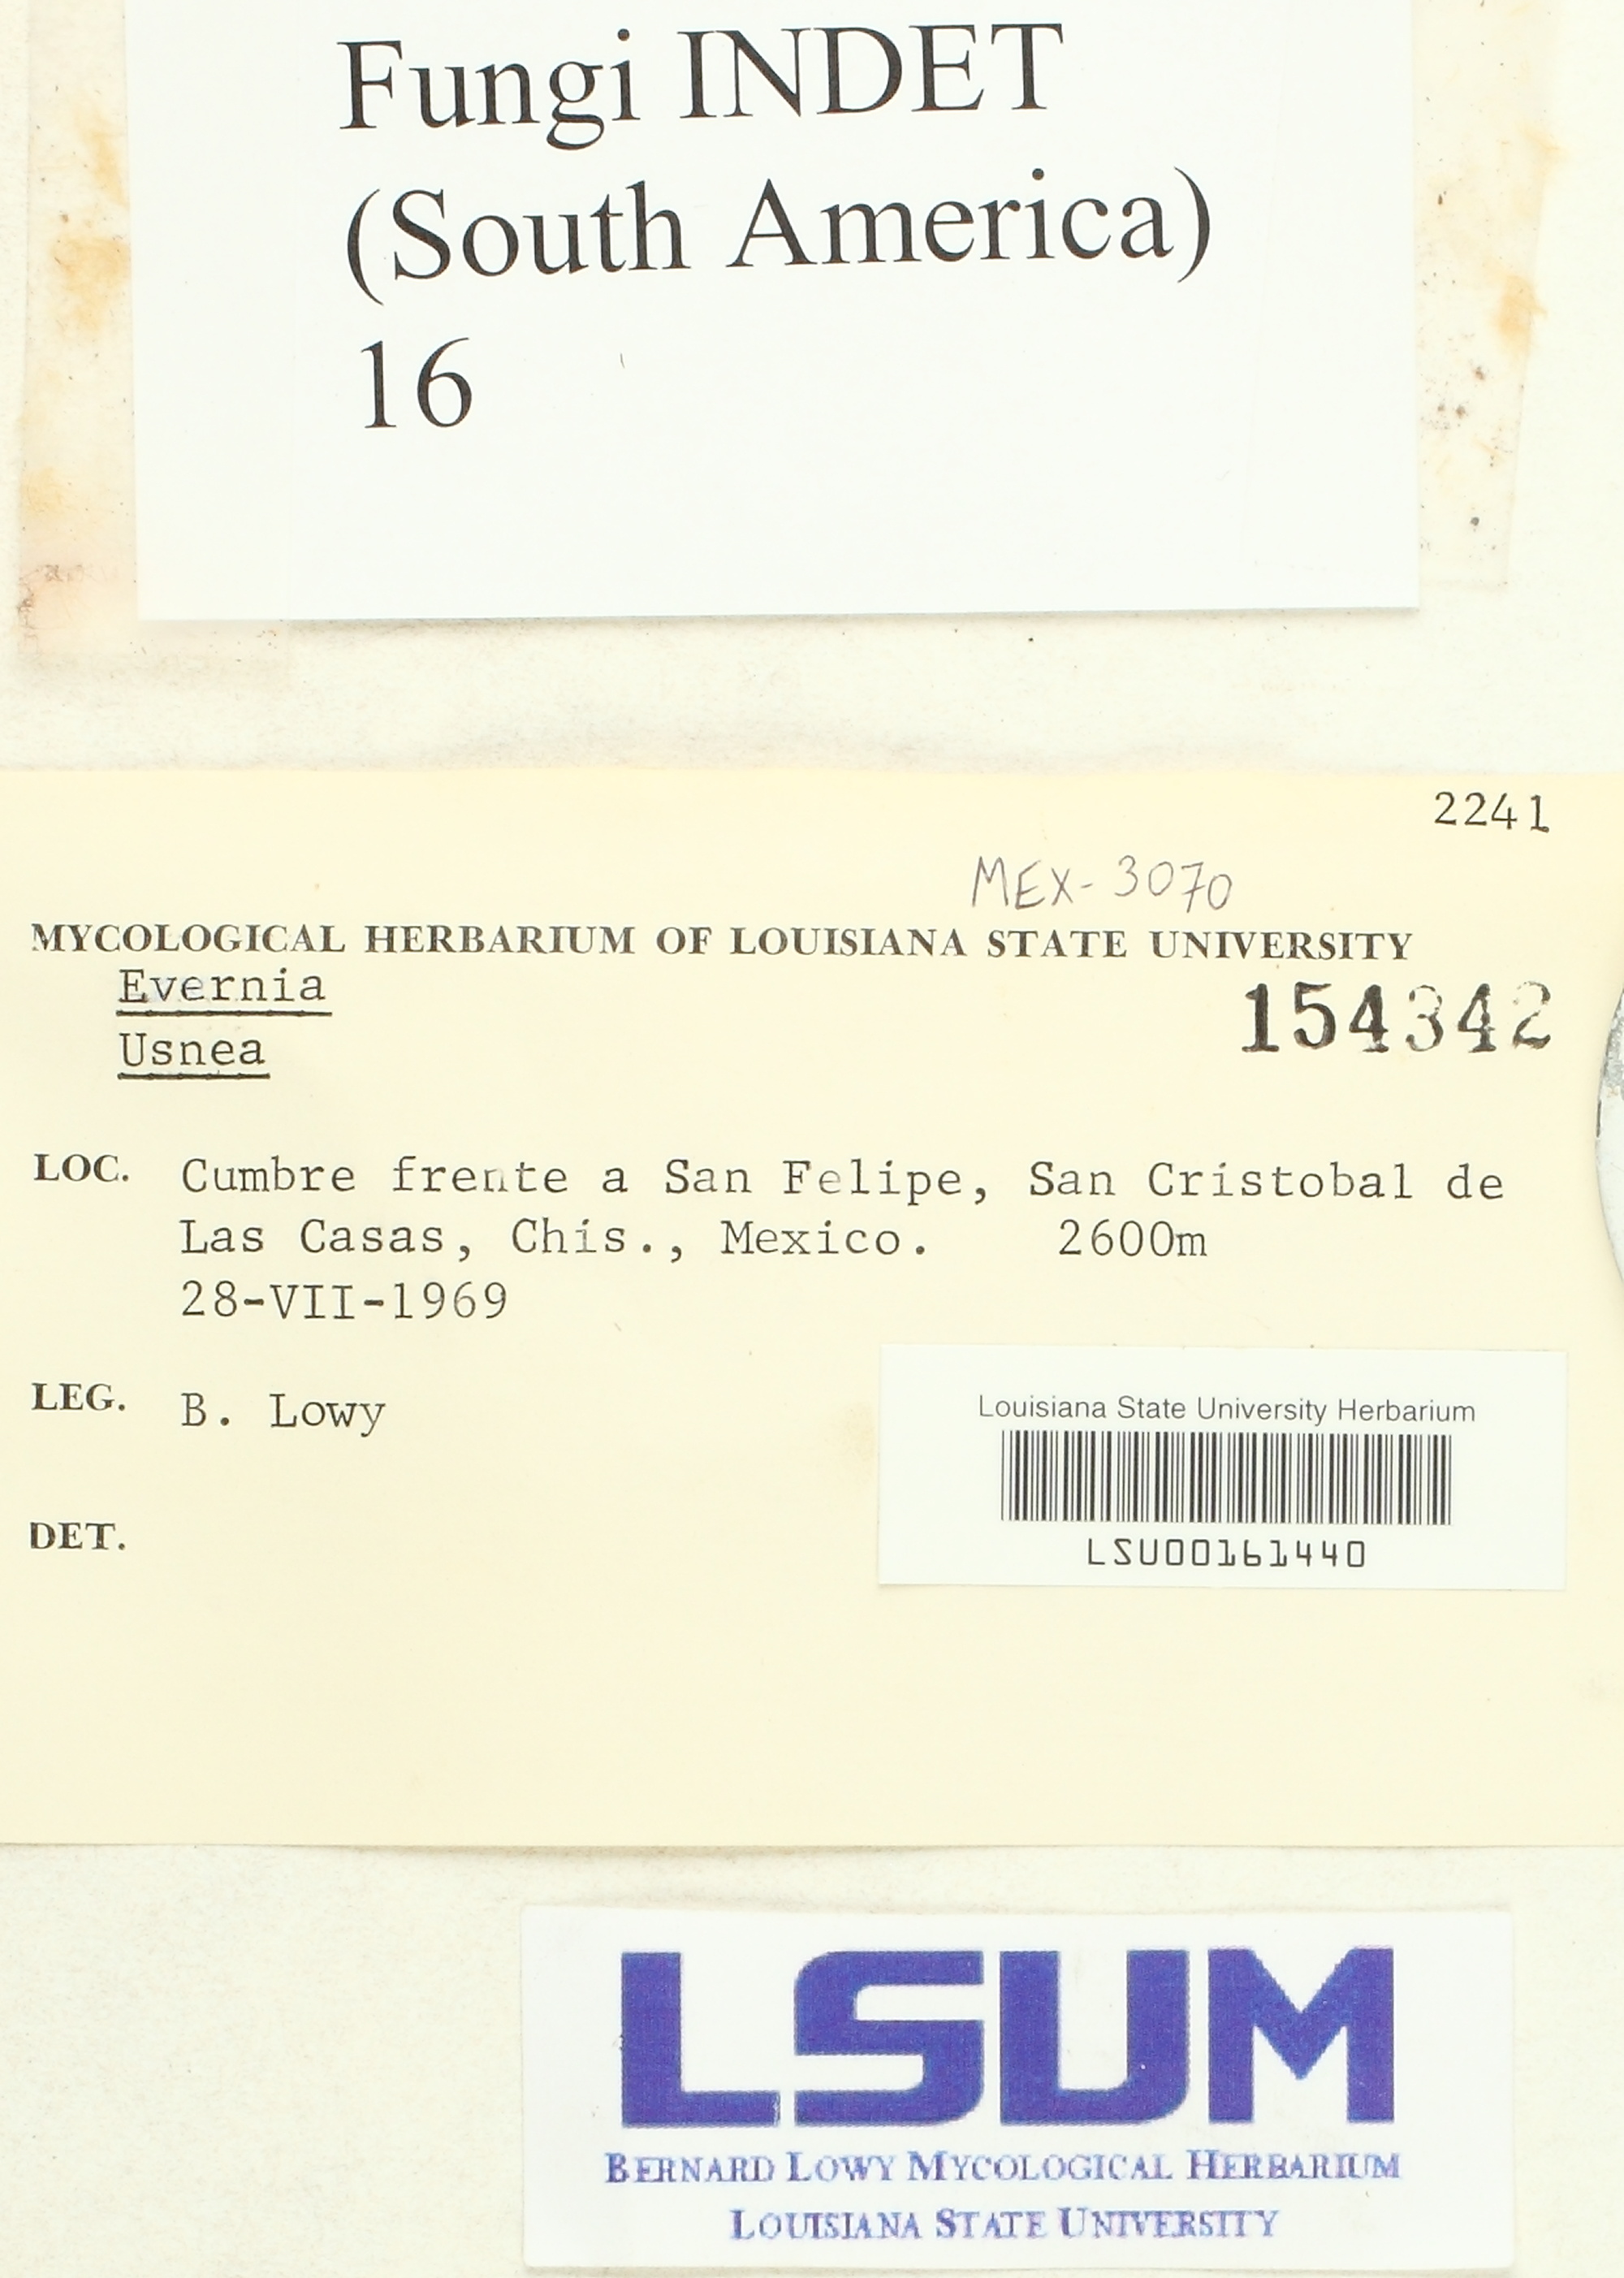 Fungi INDET
(South America)
16
2241
MEX-3070
MYCOLOGICAL HERBARIUM OF LOUISIANA STATE UNIVERSITY
Evernia
154342
Usnea
LOC. Cumbre frente a San Felipe, San Cristobal de
Las Casas, Chis., Mexico. 2600m
28-VII-1969
LEG. B. Lowy
Louisiana State University Herbarium
LSU00161440
DET.
LSUM
BERNARD LOWY MYCOLOGICAL HERBARIUM
LOUISIANA STATE UNIVERSITY